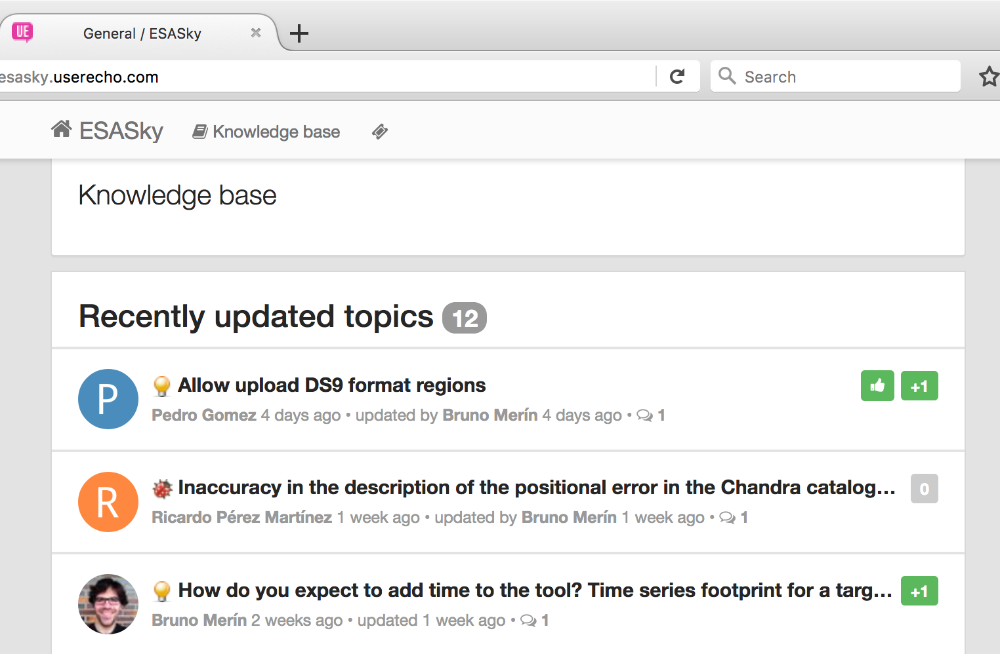 UE
General / ESASky
esasky.userecho.com
Search
ESASky
Knowledge base
Knowledge base
Recently updated topics 12
P
Allow upload DS9 format regions
+1
Pedro Gomez 4 days ago • updated by Bruno Merín 4 days ago • 1
R
Inaccuracy in the description of the positional error in the Chandra catalog...
0
Ricardo Pérez Martínez 1 week ago • updated by Bruno Merín 1 week ago • 1
How do you expect to add time to the tool? Time series footprint for a targ...
+1
Bruno Merín 2 weeks ago • updated 1 week ago • 1